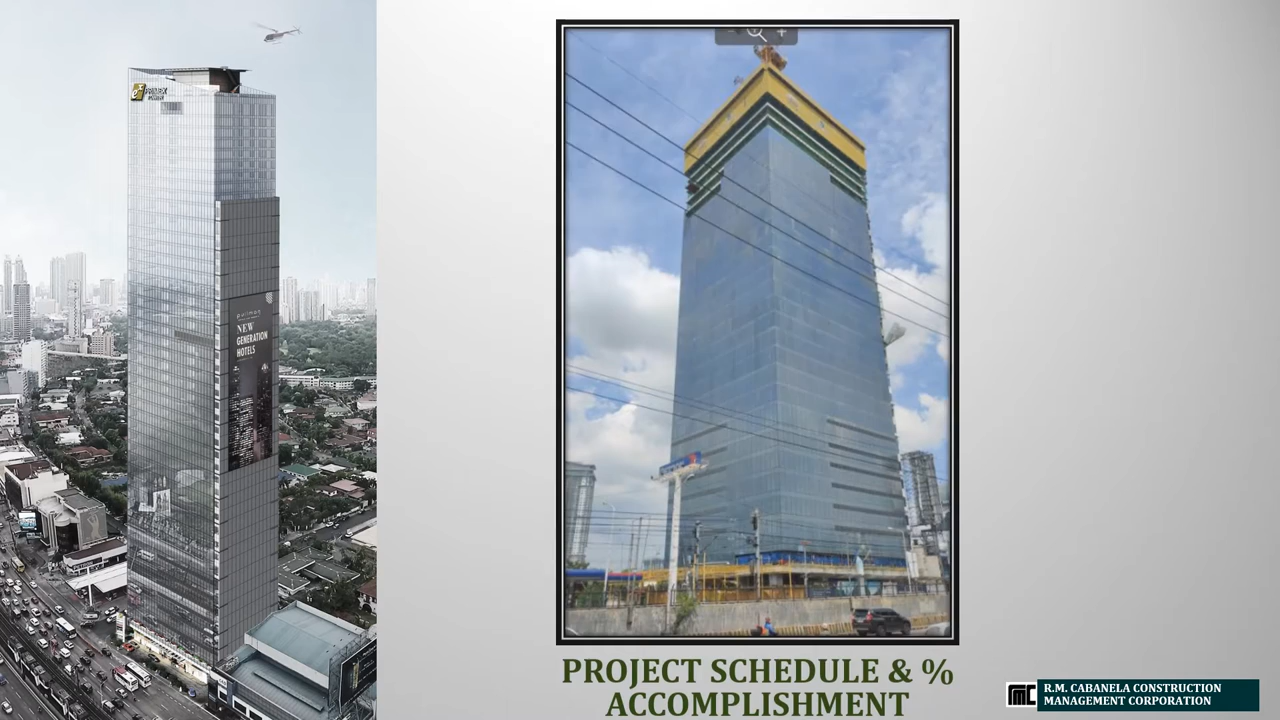 NEW
GENERATION
HOTELS
PROJECT SCHEDULE & %
ACCOMPLISHMENT
R.M. CABANELA CONSTRUCTION
MANAGEMENT CORPORATION